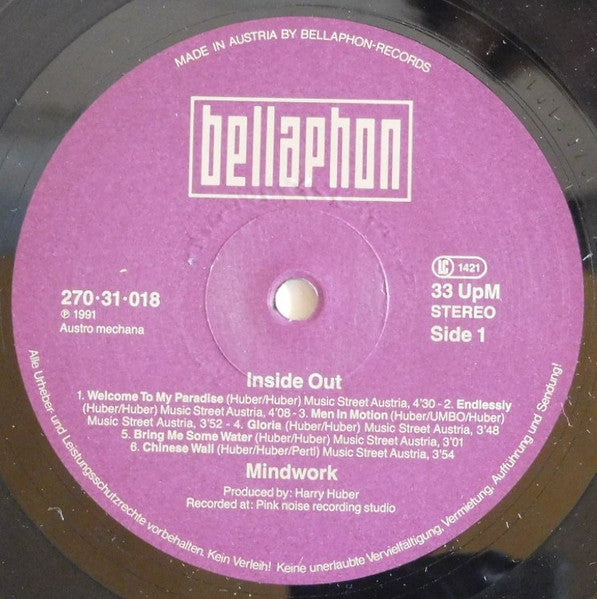 MADE IN AUSTRIA BY BELLAPHON-RECORDS
bellaphon
270·31·018
℗ 1991
Austro mechana
LC 1421
33 UpM
STEREO
Side 1
Inside Out
1. Welcome To My Paradise (Huber/Huber) Music Street Austria, 4'30 - 2. Endlessly
(Huber/Huber) Music Street Austria, 4'08 - 3. Men In Motion (Huber/UMBO/Huber)
Music Street Austria, 3'52 - 4. Gloria (Huber/Huber) Music Street Austria, 3'48
5. Bring Me Some Water (Huber/Huber) Music Street Austria, 3'01
6. Chinese Wall (Huber/Huber/Pertl) Music Street Austria, 3'54
Mindwork
Produced by: Harry Huber
Recorded at: Pink noise recording studio
Alle Urheber und Leistungsschutzrechte vorbehalten. Kein Verleih! Keine unerlaubte Vervielfältigung, Vermietung, Aufführung und Sendung!